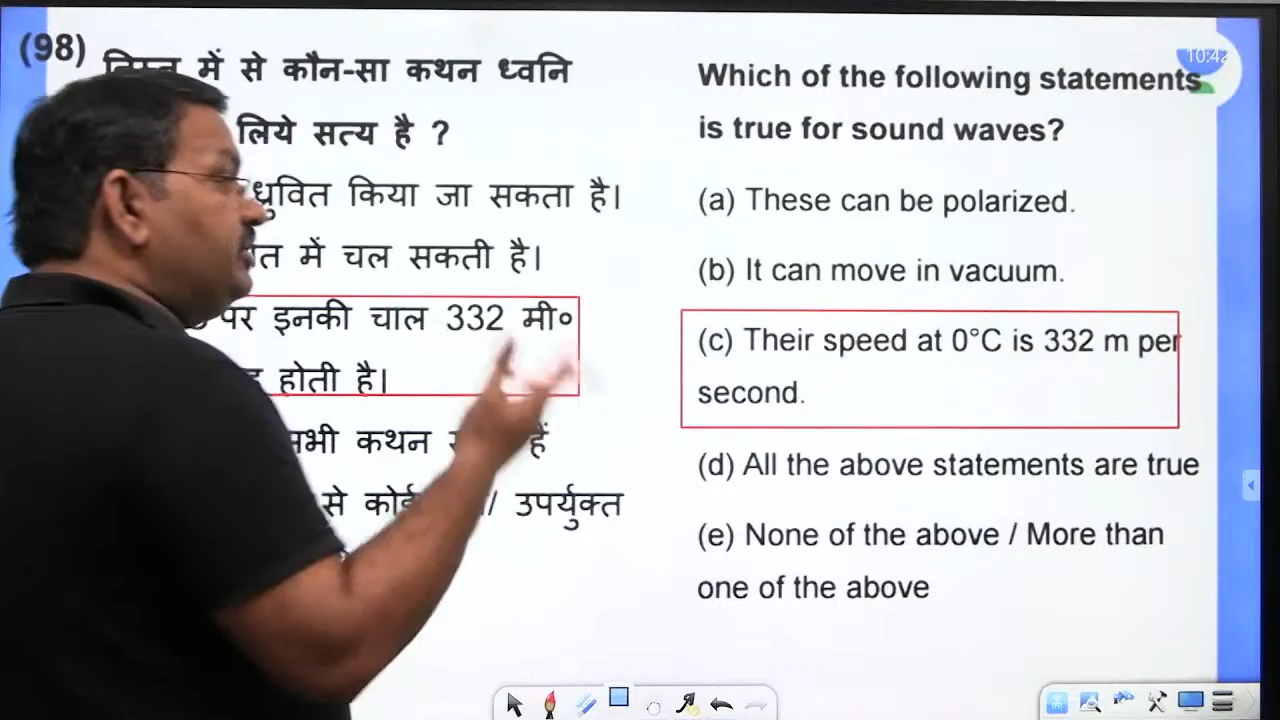 (98)
निम्न में से कौन-सा कथन ध्वनि
लिये सत्य है ?
ध्रुवित किया जा सकता है।
में चल सकती है।
पर इनकी चाल 332 मी०
होती है।
कथन
से / उपर्युक्त
10:42
Which of the following statements
is true for sound waves?
(a) These can be polarized.
(b) It can move in vacuum.
(c) Their speed at 0°C is 332 m per
second.
(d) All the above statements are true
(e) None of the above / More than
one of the above